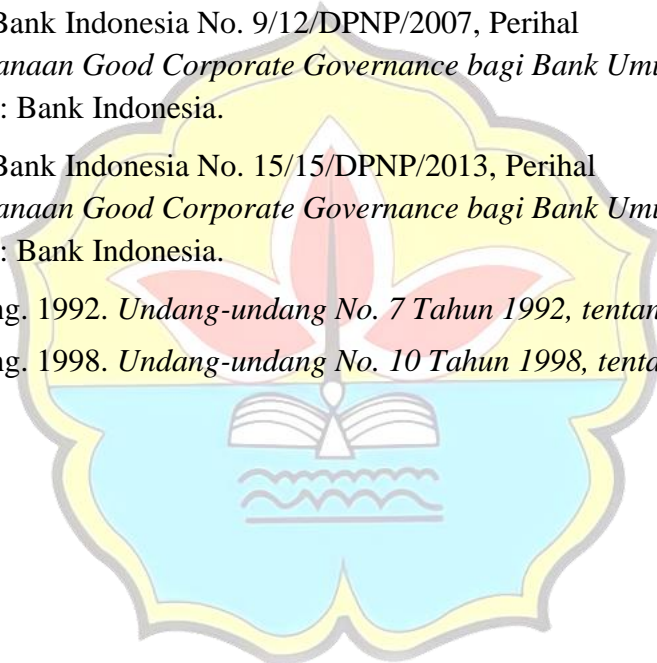 Bank Indonesia No. 9/12/DPNP/2007, Perihal
anaan Good Corporate Governance bagi Bank Umu
: Bank Indonesia.
Bank Indonesia No. 15/15/DPNP/2013, Perihal
anaan Good Corporate Governance bagi Bank Umu
: Bank Indonesia.
ng. 1992. Undang-undang No. 7 Tahun 1992, tentan
ng. 1998. Undang-undang No. 10 Tahun 1998, tenta